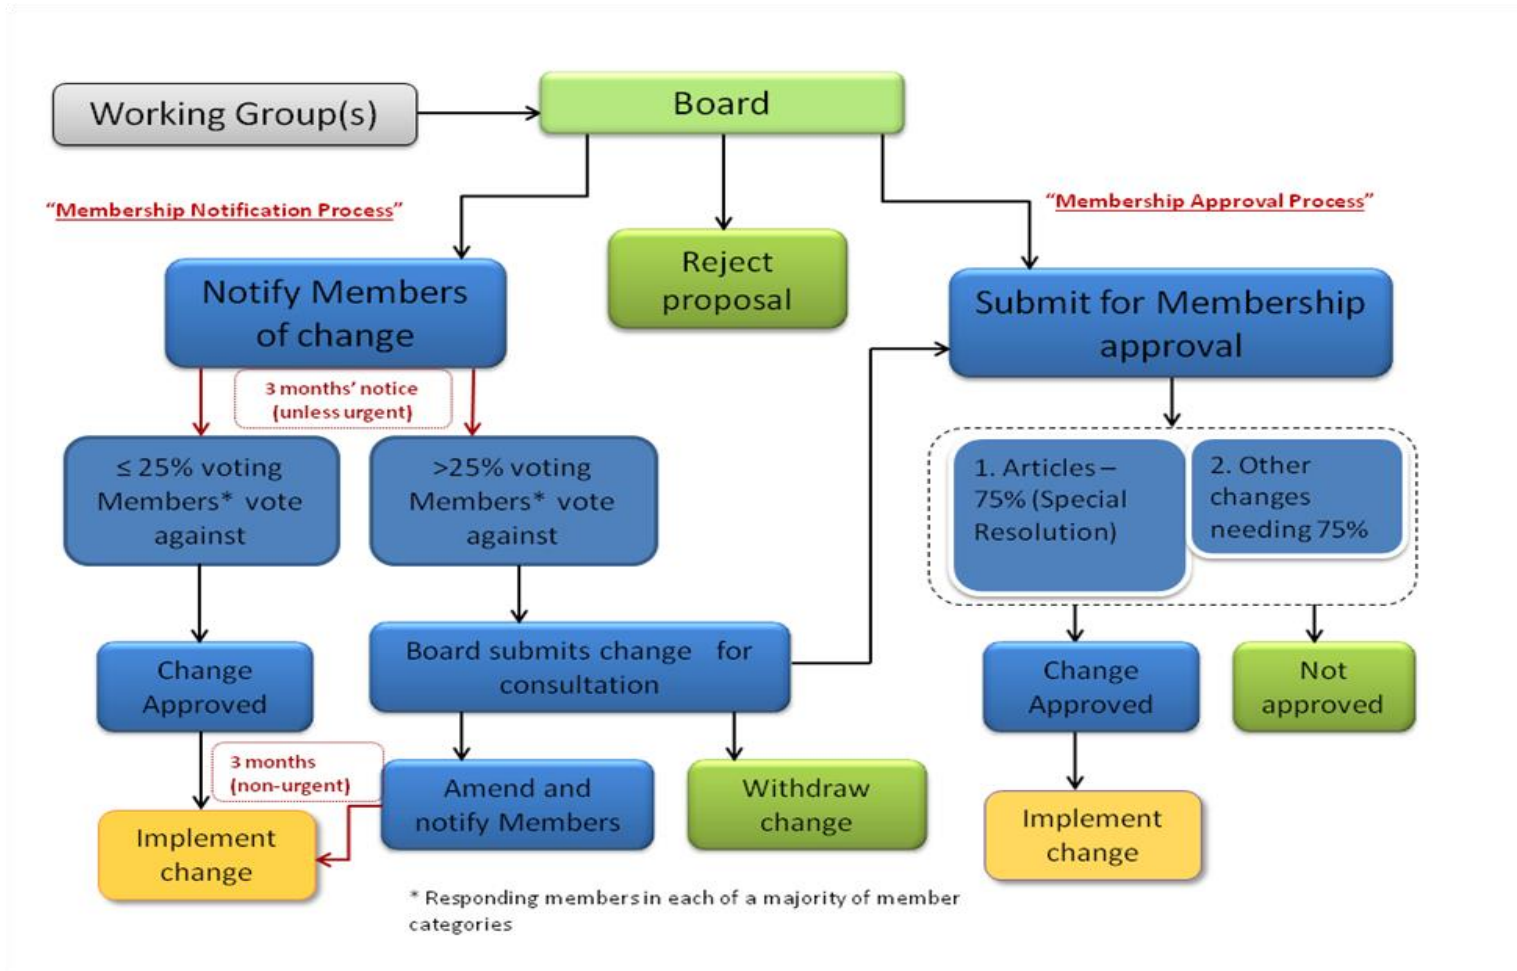 Working Group(s)
Board
“Membership Notification Process”
“Membership Approval Process”
Reject
proposal
Notify Members
of change
Submit for Membership
approval
3 months’ notice
(unless urgent)
≤ 25% voting
Members* vote
against
>25% voting
Members* vote
against
1. Articles –
75% (Special
Resolution)
2. Other
changes
needing 75%
Board submits change for
consultation
Change
Approved
Change
Approved
Not
approved
3 months
(non-urgent)
Amend and
notify Members
Withdraw
change
Implement
change
Implement
change
* Responding members in each of a majority of member
categories